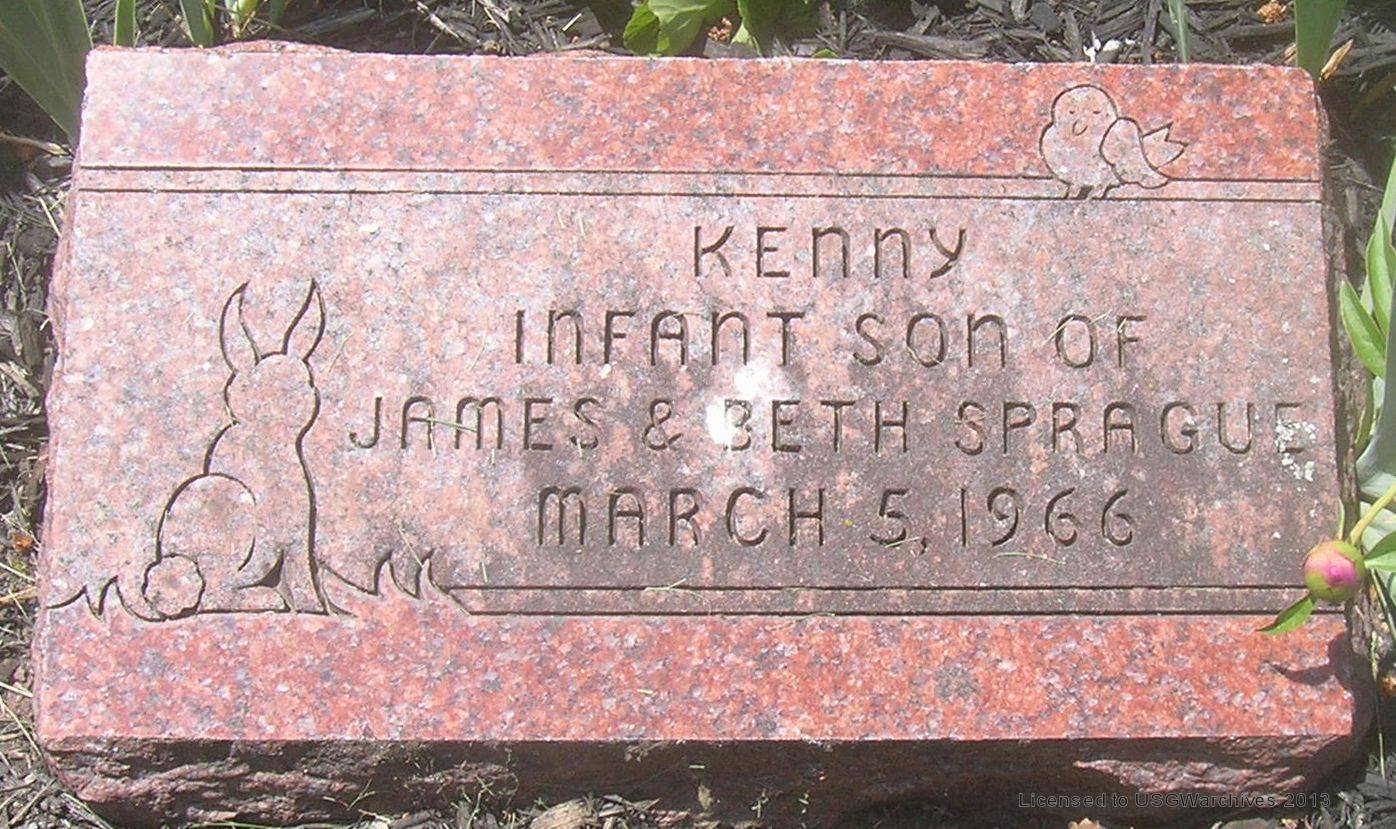 KENNY
INFANT SON OF
JAMES & BETH SPRAGUE
MARCH 5, 1966
Licensed to USGWarchives 2013